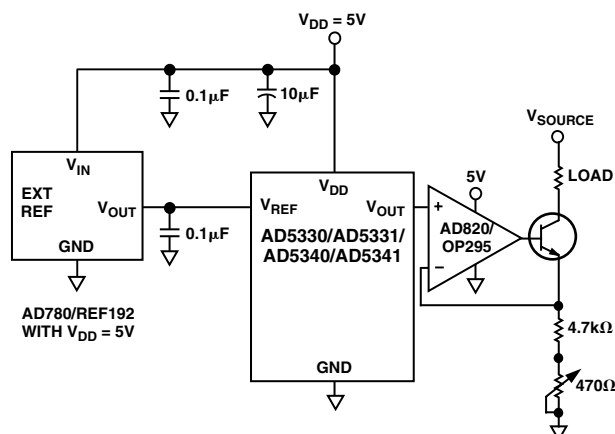 V_DD = 5V
0.1µF
10µF
V_SOURCE
LOAD
V_IN
EXT
REF
V_OUT
GND
0.1µF
V_DD
V_REF
V_OUT
AD5330/AD5331/
AD5340/AD5341
GND
5V
+
AD820/
OP295
–
4.7kΩ
470Ω
AD780/REF192
WITH V_DD = 5V